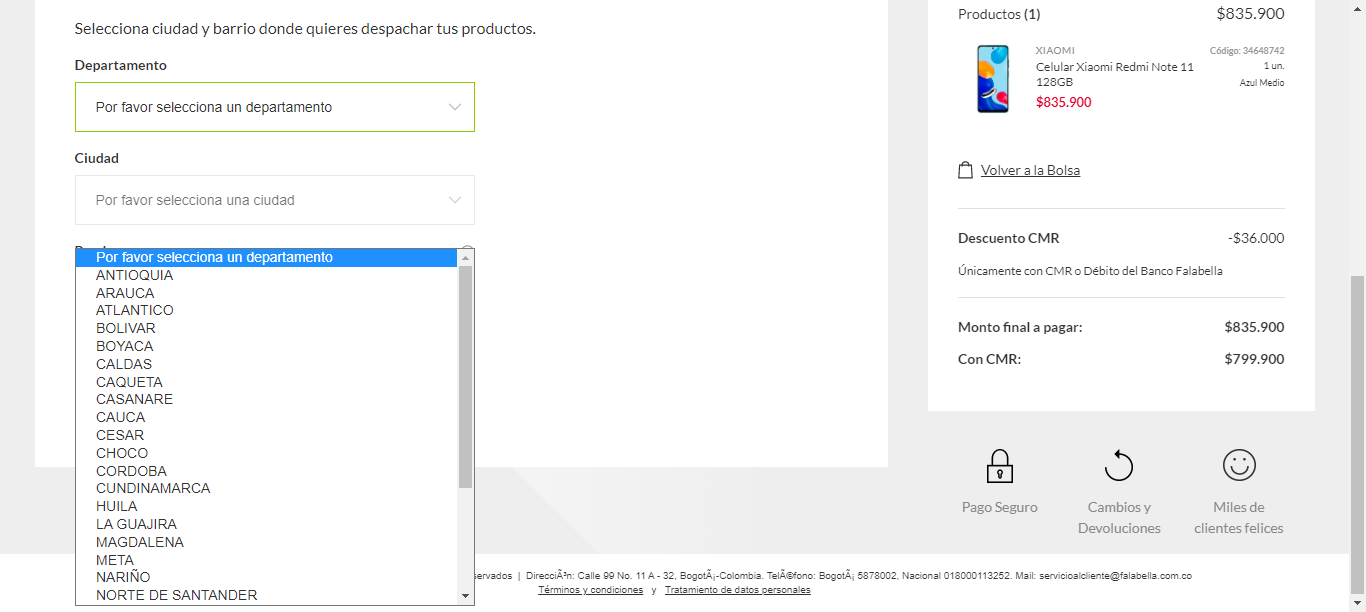 Selecciona ciudad y barrio donde quieres despachar tus productos.
Departamento
Por favor selecciona un departamento
Ciudad
Por favor selecciona una ciudad
Por favor selecciona un departamento
ANTIOQUIA
ARAUCA
ATLANTICO
BOLIVAR
BOYACA
CALDAS
CAQUETA
CASANARE
CAUCA
CESAR
CHOCO
CORDOBA
CUNDINAMARCA
HUILA
LA GUAJIRA
MAGDALENA
META
NARIÑO
NORTE DE SANTANDER
Productos (1) $835.900
XIAOMI Código: 34648742
Celular Xiaomi Redmi Note 11 1 un.
128GB Azul Medio
$835.900
Volver a la Bolsa
Descuento CMR -$36.000
Únicamente con CMR o Débito del Banco Falabella
Monto final a pagar: $835.900
Con CMR: $799.900
Pago Seguro
Cambios y
Devoluciones
Miles de
clientes felices
servados | DirecciÃ³n: Calle 99 No. 11 A - 32, BogotÃ¡-Colombia. TelÃ©fono: BogotÃ¡ 5878002, Nacional 018000113252. Mail: servicioalcliente@falabella.com.co
Términos y condiciones y Tratamiento de datos personales